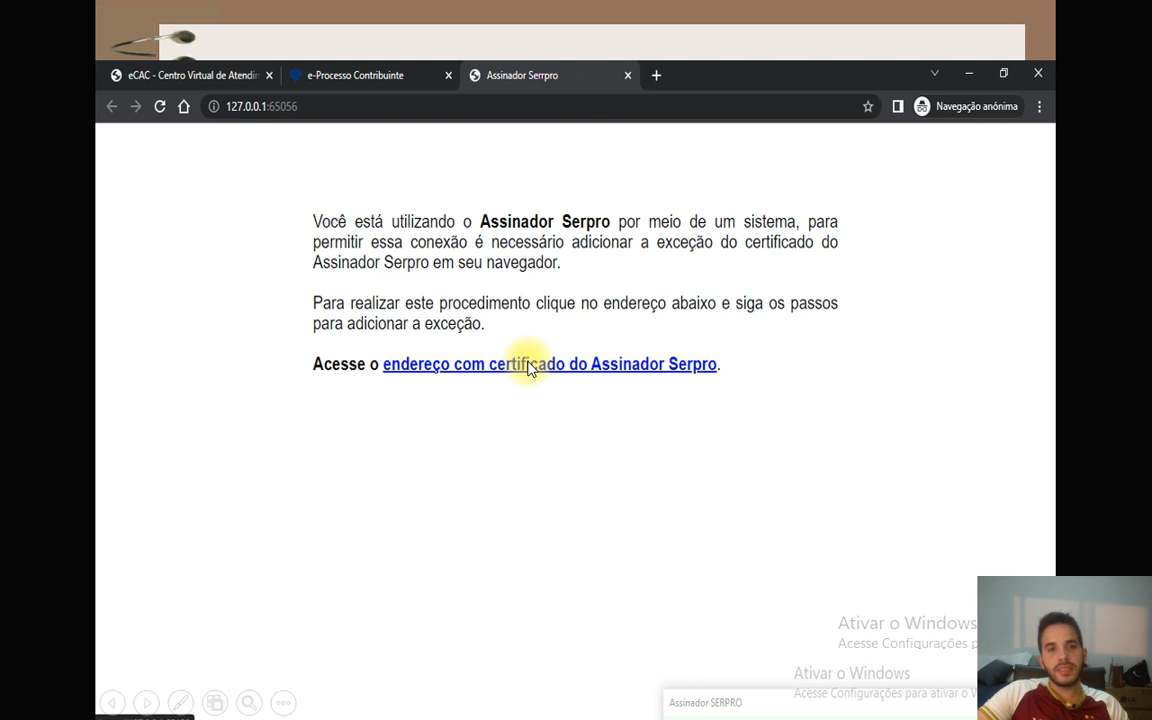 eCAC - Centro Virtual de Atendin
e-Processo Contribuinte
Assinador Serrpro
127.0.0.1:65056
Navegação anónima
Você está utilizando o Assinador Serpro por meio de um sistema, para
permitir essa conexão é necessário adicionar a exceção do certificado do
Assinador Serpro em seu navegador.
Para realizar este procedimento clique no endereço abaixo e siga os passos
para adicionar a exceção.
Acesse o endereço com certificado do Assinador Serpro.
Ativar o Windows
Acesse Configurações p
Ativar o Windows
Acesse Configurações para ativar o W
Assinador SERPRO